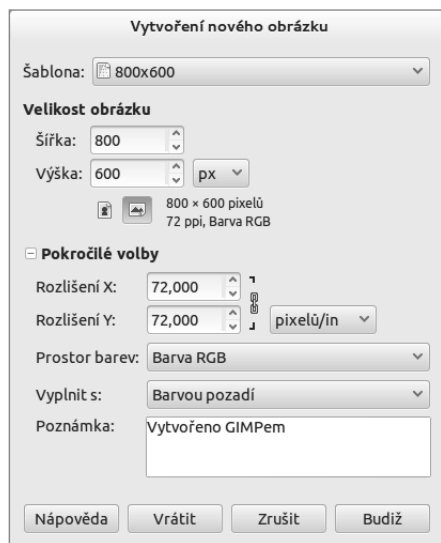 Vytvoření nového obrázku
Šablona: 800x600
Velikost obrázku
Šířka: 800
Výška: 600 px
800 × 600 pixelů
72 ppi, Barva RGB
Pokročilé volby
Rozlišení X: 72,000
Rozlišení Y: 72,000 pixelů/in
Prostor barev: Barva RGB
Vyplnit s: Barvou pozadí
Poznámka: Vytvořeno GIMPem
Nápověda Vrátit Zrušit Budiž